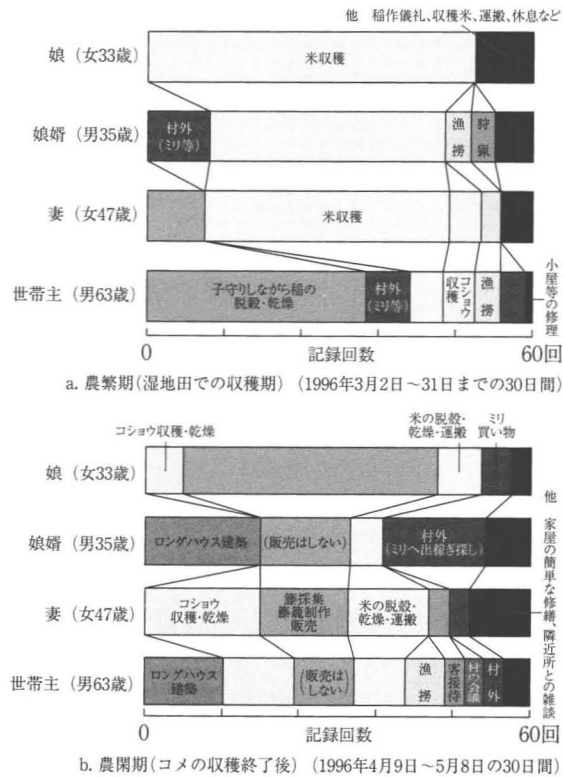 他 稲作儀礼、収穫米、運搬、休息など
娘（女33歳）
米収穫
娘婿（男35歳）
村外
（ミリ等）
漁撈
狩猟
妻（女47歳）
米収穫
世帯主（男63歳）
子守りしながら稲の
脱穀・乾燥
村外
（ミリ等）
コショウ
収穫
漁撈
小屋等の修理
0
記録回数
60回
a. 農繁期（湿地田での収穫期）（1996年3月2日～31日までの30日間）
コショウ収穫・乾燥
米の脱殻・
乾燥・運搬
ミリ
買い物
娘（女33歳）
他 家屋の簡単な修繕、隣近所との雑談
娘婿（男35歳）
ロングハウス建築
（販売はしない）
村外
（ミリへ出稼ぎ探し）
妻（女47歳）
コショウ
収穫・乾燥
籐採集
籐籠制作
販売
米の脱殻・
乾燥・運搬
世帯主（男63歳）
ロングハウス
建築
（販売は
しない）
漁撈
客接待
村の会議
村外
0
記録回数
60回
b. 農閑期（コメの収穫終了後）（1996年4月9日～5月8日の30日間）